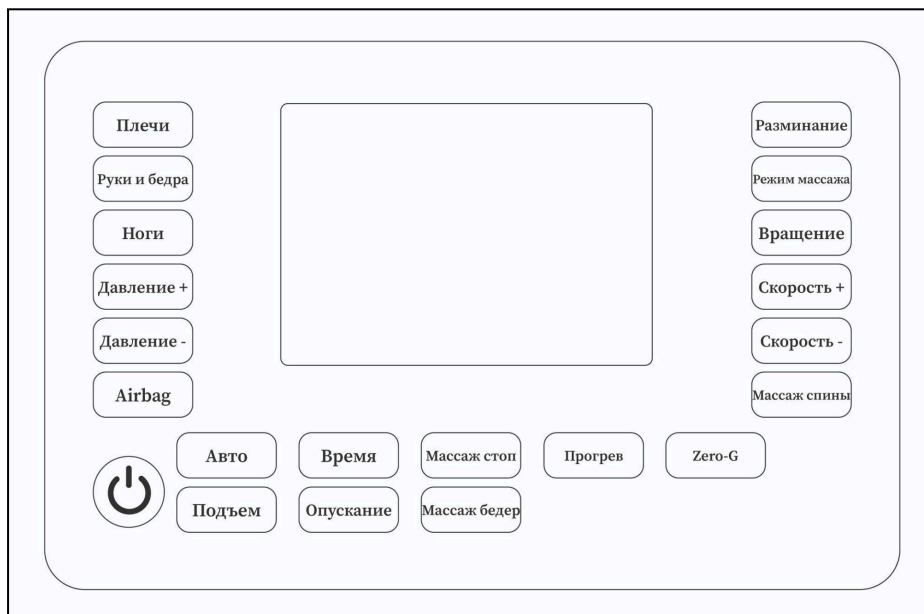 Плечи
Руки и бедра
Ноги
Давление +
Давление -
Airbag
Разминание
Режим массажа
Вращение
Скорость +
Скорость -
Массаж спины
Авто
Время
Массаж стоп
Прогрев
Zero-G
Подъем
Опускание
Массаж бедер